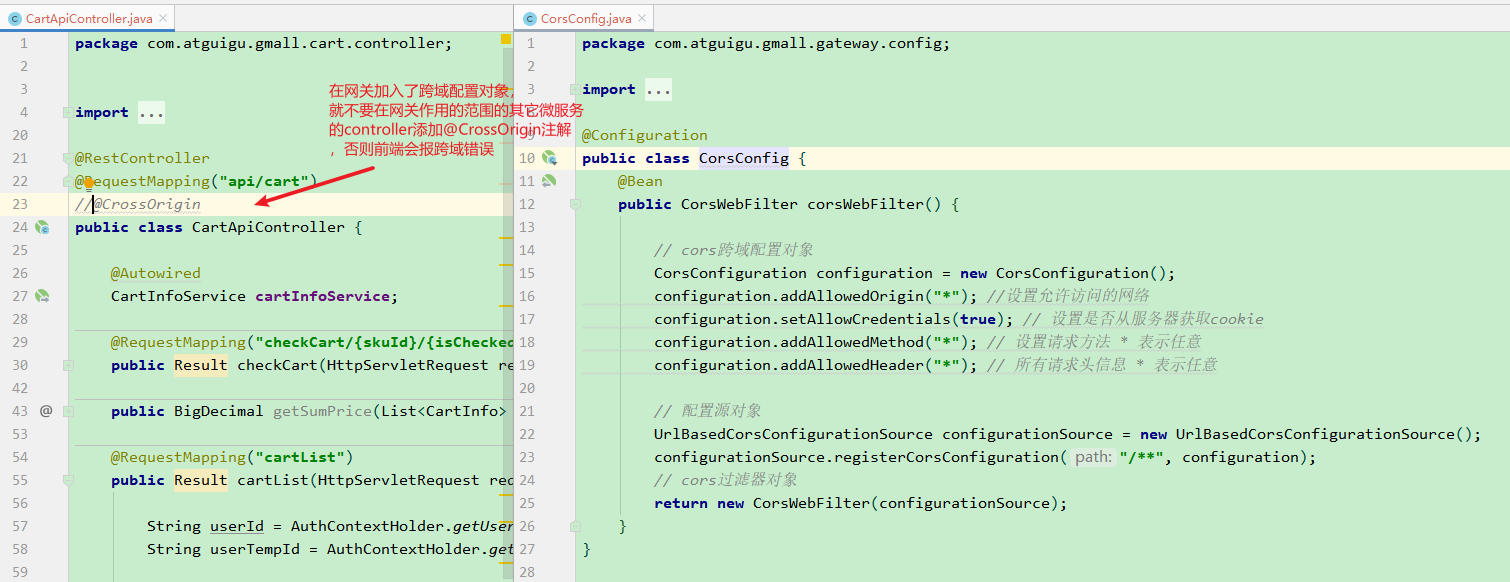 CartApiController.java
1 package com.atguigu.gmall.cart.controller;
2
3
4 import ...
20
21 @RestController
22 @RequestMapping("api/cart")
23 //@CrossOrigin
24 public class CartApiController {
25
26 @Autowired
27 CartInfoService cartInfoService;
28
29 @RequestMapping("checkCart/{skuId}/{isChecked
30 public Result checkCart(HttpServletRequest re
42
43 @ public BigDecimal getSumPrice(List<CartInfo>
53
54 @RequestMapping("cartList")
55 public Result cartList(HttpServletRequest req
56
57 String userId = AuthContextHolder.getUser
58 String userTempId = AuthContextHolder.get
59
在网关加入了跨域配置对象，
就不要在网关作用的范围的其它微服务
的controller添加@CrossOrigin注解
，否则前端会报跨域错误
CorsConfig.java
1 package com.atguigu.gmall.gateway.config;
2
3 import ...
9 @Configuration
10 public class CorsConfig {
11 @Bean
12 public CorsWebFilter corsWebFilter() {
13
14 // cors跨域配置对象
15 CorsConfiguration configuration = new CorsConfiguration();
16 configuration.addAllowedOrigin("*"); //设置允许访问的网络
17 configuration.setAllowCredentials(true); // 设置是否从服务器获取cookie
18 configuration.addAllowedMethod("*"); // 设置请求方法 * 表示任意
19 configuration.addAllowedHeader("*"); // 所有请求头信息 * 表示任意
20
21 // 配置源对象
22 UrlBasedCorsConfigurationSource configurationSource = new UrlBasedCorsConfigurationSource();
23 configurationSource.registerCorsConfiguration( path: "/**", configuration);
24 // cors过滤器对象
25 return new CorsWebFilter(configurationSource);
26 }
27 }
28